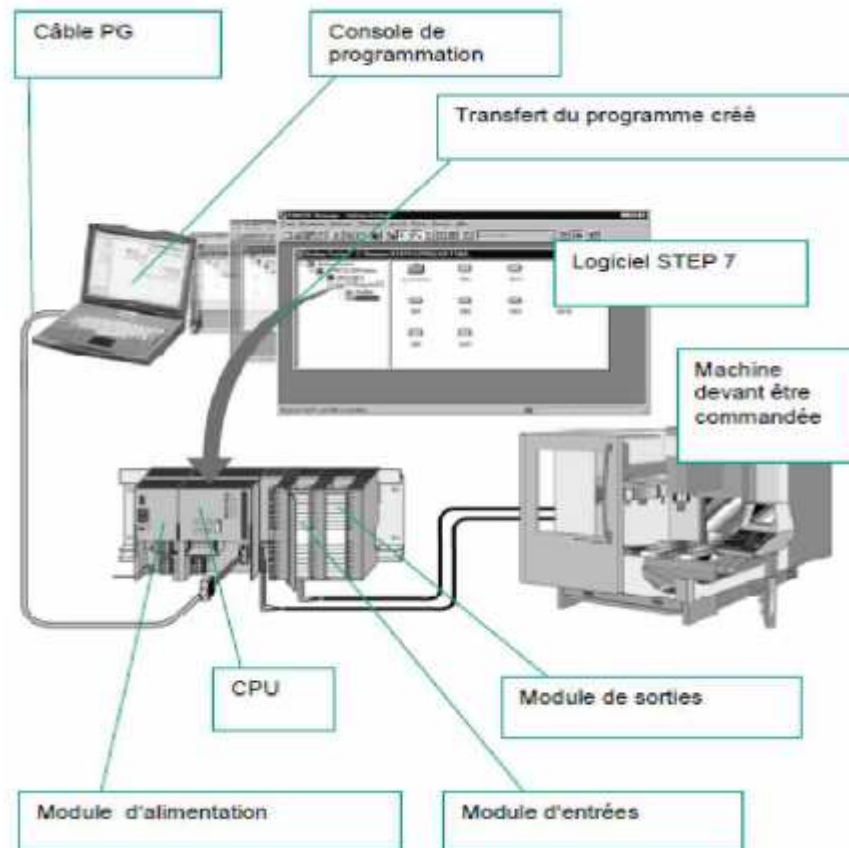 Câble PG
Console de
programmation
Transfert du programme créé
Logiciel STEP 7
Machine
devant être
commandée
CPU
Module de sorties
Module d'alimentation
Module d'entrées